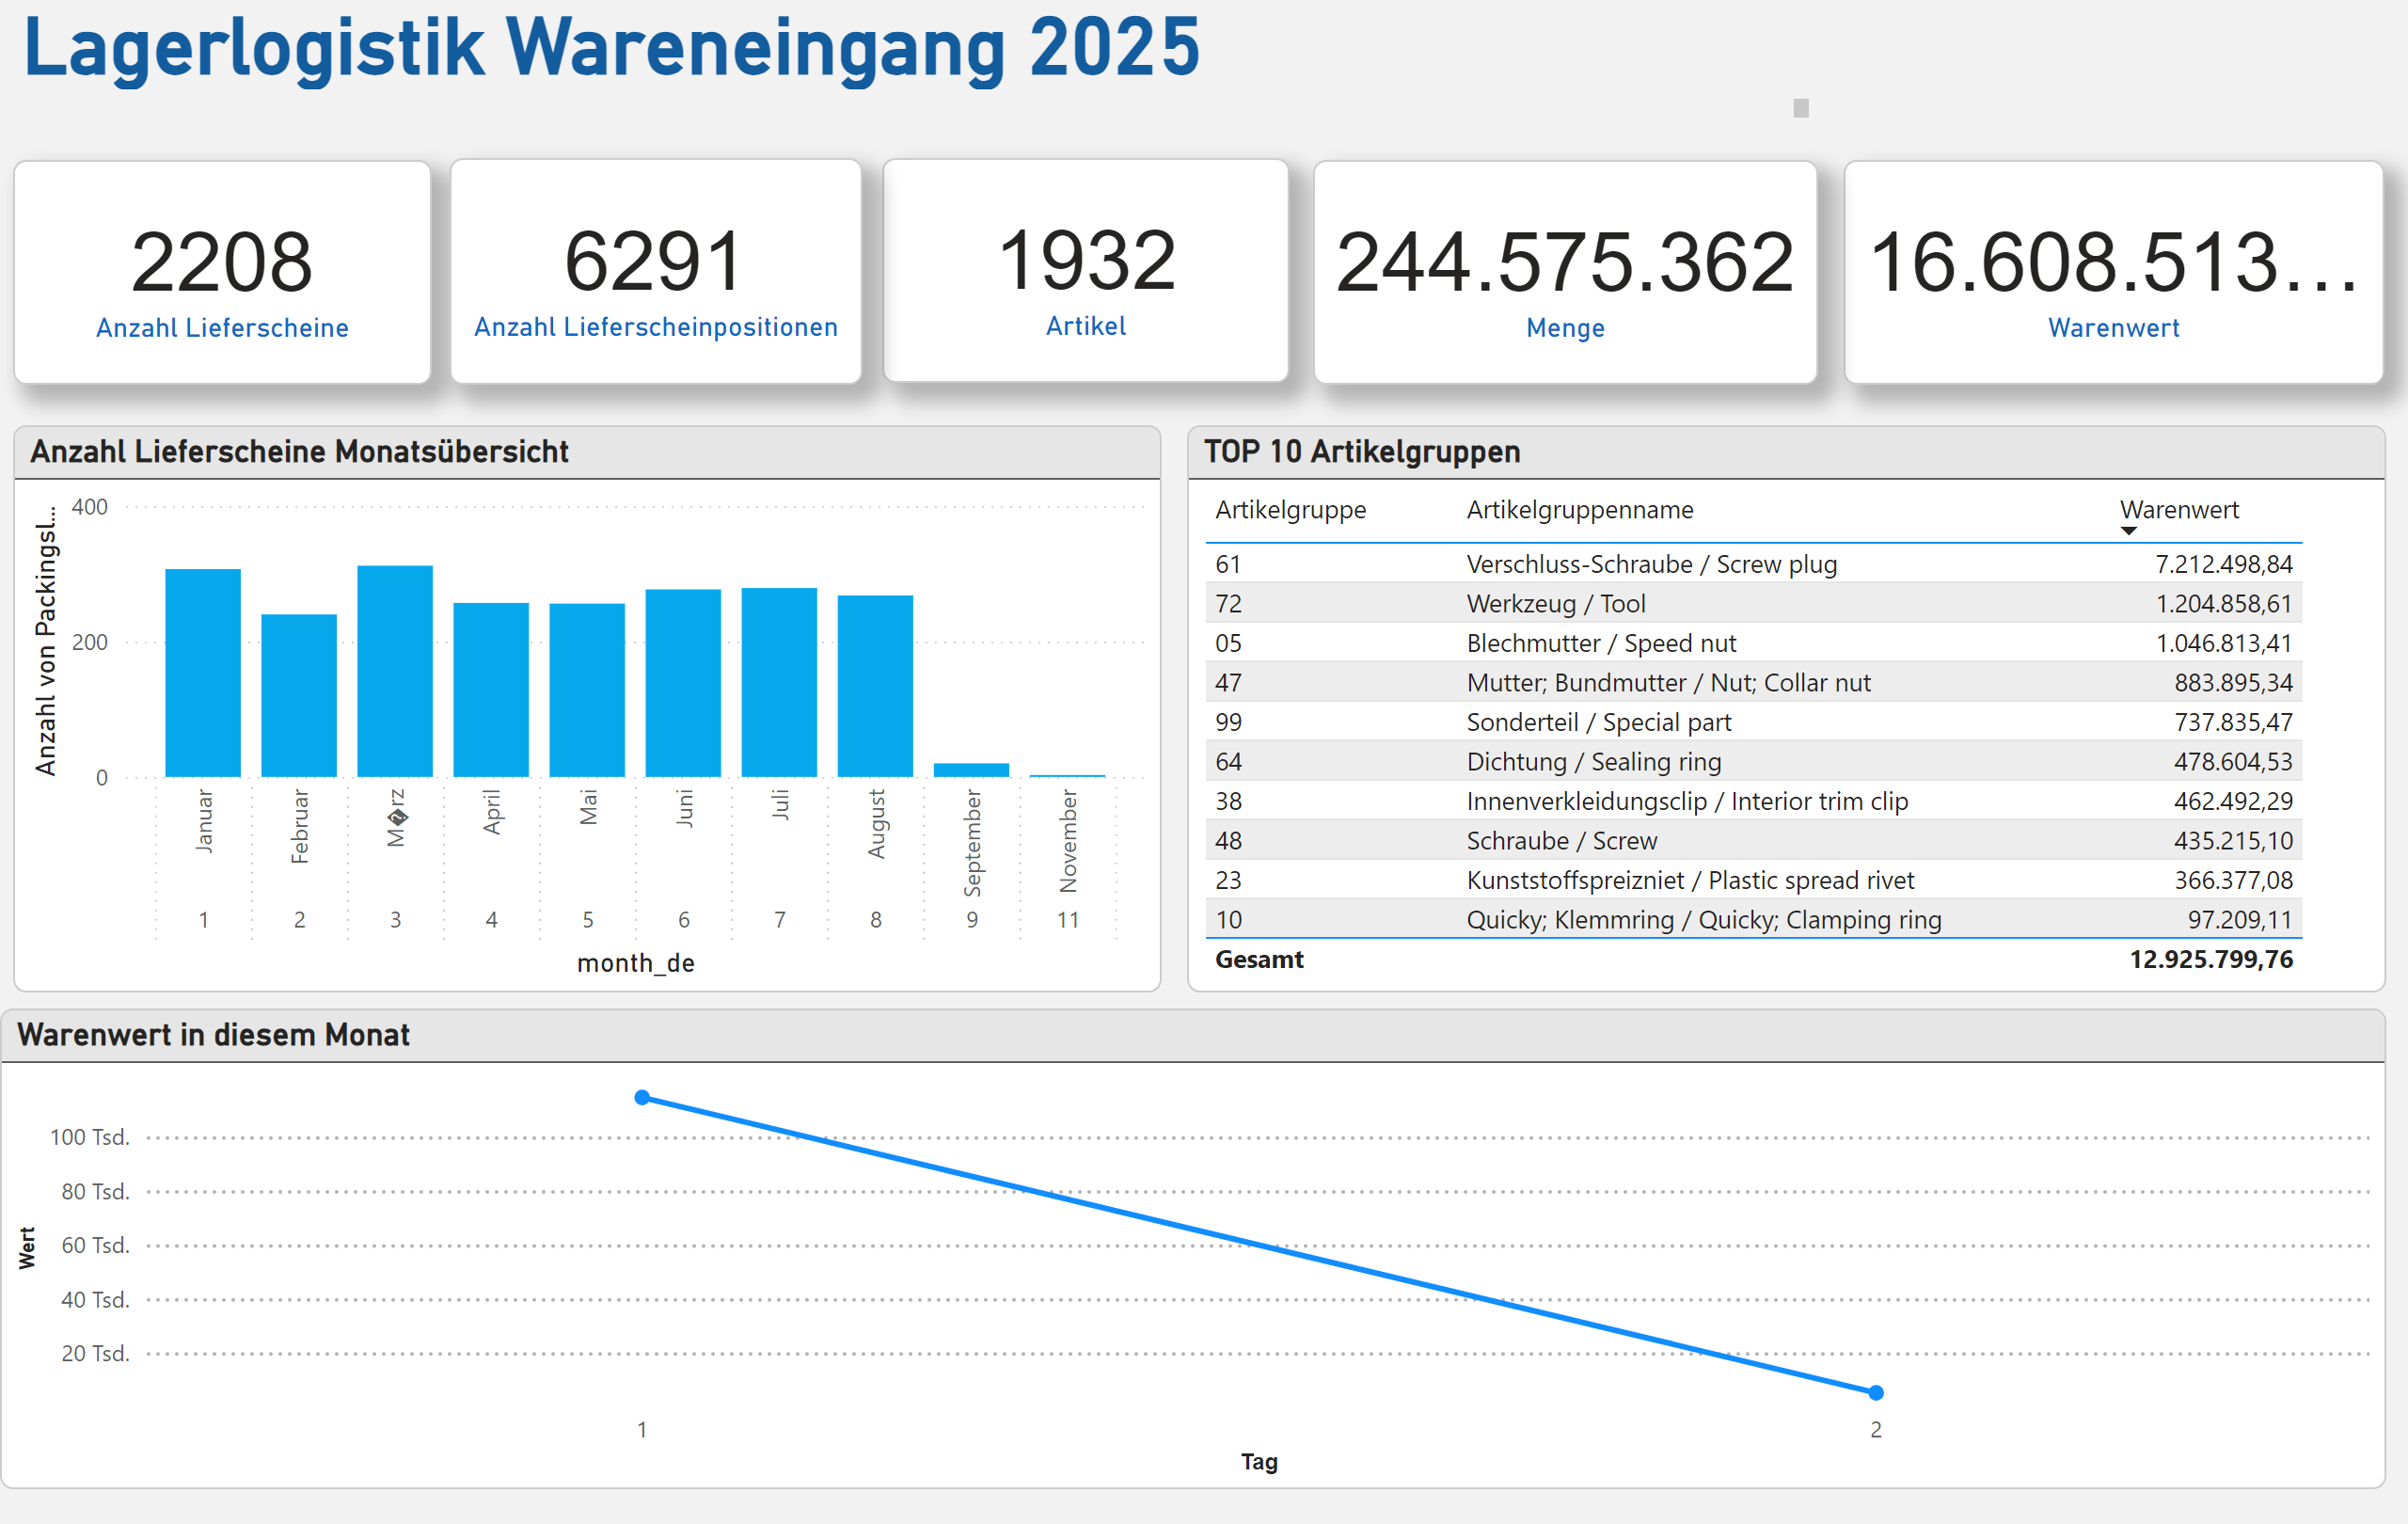 Lagerlogistik Wareneingang 2025
2208
Anzahl Lieferscheine
6291
Anzahl Lieferscheinpositionen
1932
Artikel
244.575.362
Menge
16.608.513...
Warenwert
Anzahl Lieferscheine Monatsübersicht
Anzahl von Packingsl...
400
200
0
Januar Februar M�rz April Mai Juni Juli August September November
1 2 3 4 5 6 7 8 9 11
month_de
TOP 10 Artikelgruppen
Artikelgruppe Artikelgruppenname Warenwert
61 Verschluss-Schraube / Screw plug 7.212.498,84
72 Werkzeug / Tool 1.204.858,61
05 Blechmutter / Speed nut 1.046.813,41
47 Mutter; Bundmutter / Nut; Collar nut 883.895,34
99 Sonderteil / Special part 737.835,47
64 Dichtung / Sealing ring 478.604,53
38 Innenverkleidungsclip / Interior trim clip 462.492,29
48 Schraube / Screw 435.215,10
23 Kunststoffspreizniet / Plastic spread rivet 366.377,08
10 Quicky; Klemmring / Quicky; Clamping ring 97.209,11
Gesamt 12.925.799,76
Warenwert in diesem Monat
Wert
100 Tsd.
80 Tsd.
60 Tsd.
40 Tsd.
20 Tsd.
1 2
Tag